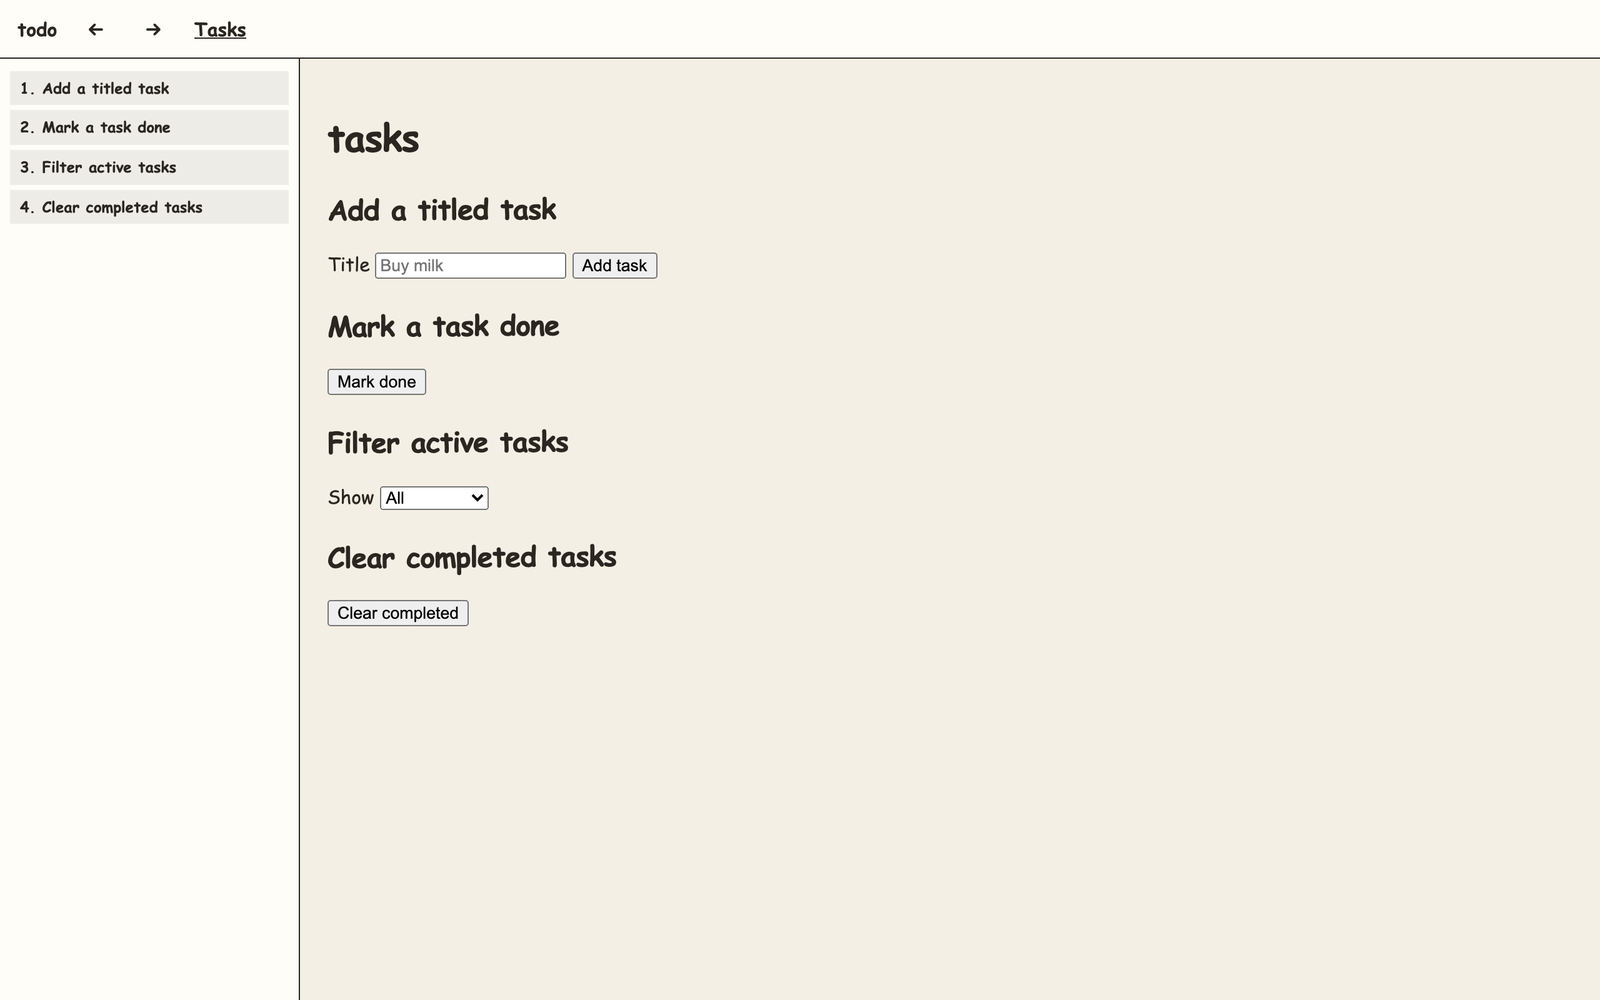 todo ← → Tasks
1. Add a titled task
2. Mark a task done
3. Filter active tasks
4. Clear completed tasks
tasks
Add a titled task
Title Buy milk Add task
Mark a task done
Mark done
Filter active tasks
Show All
Clear completed tasks
Clear completed